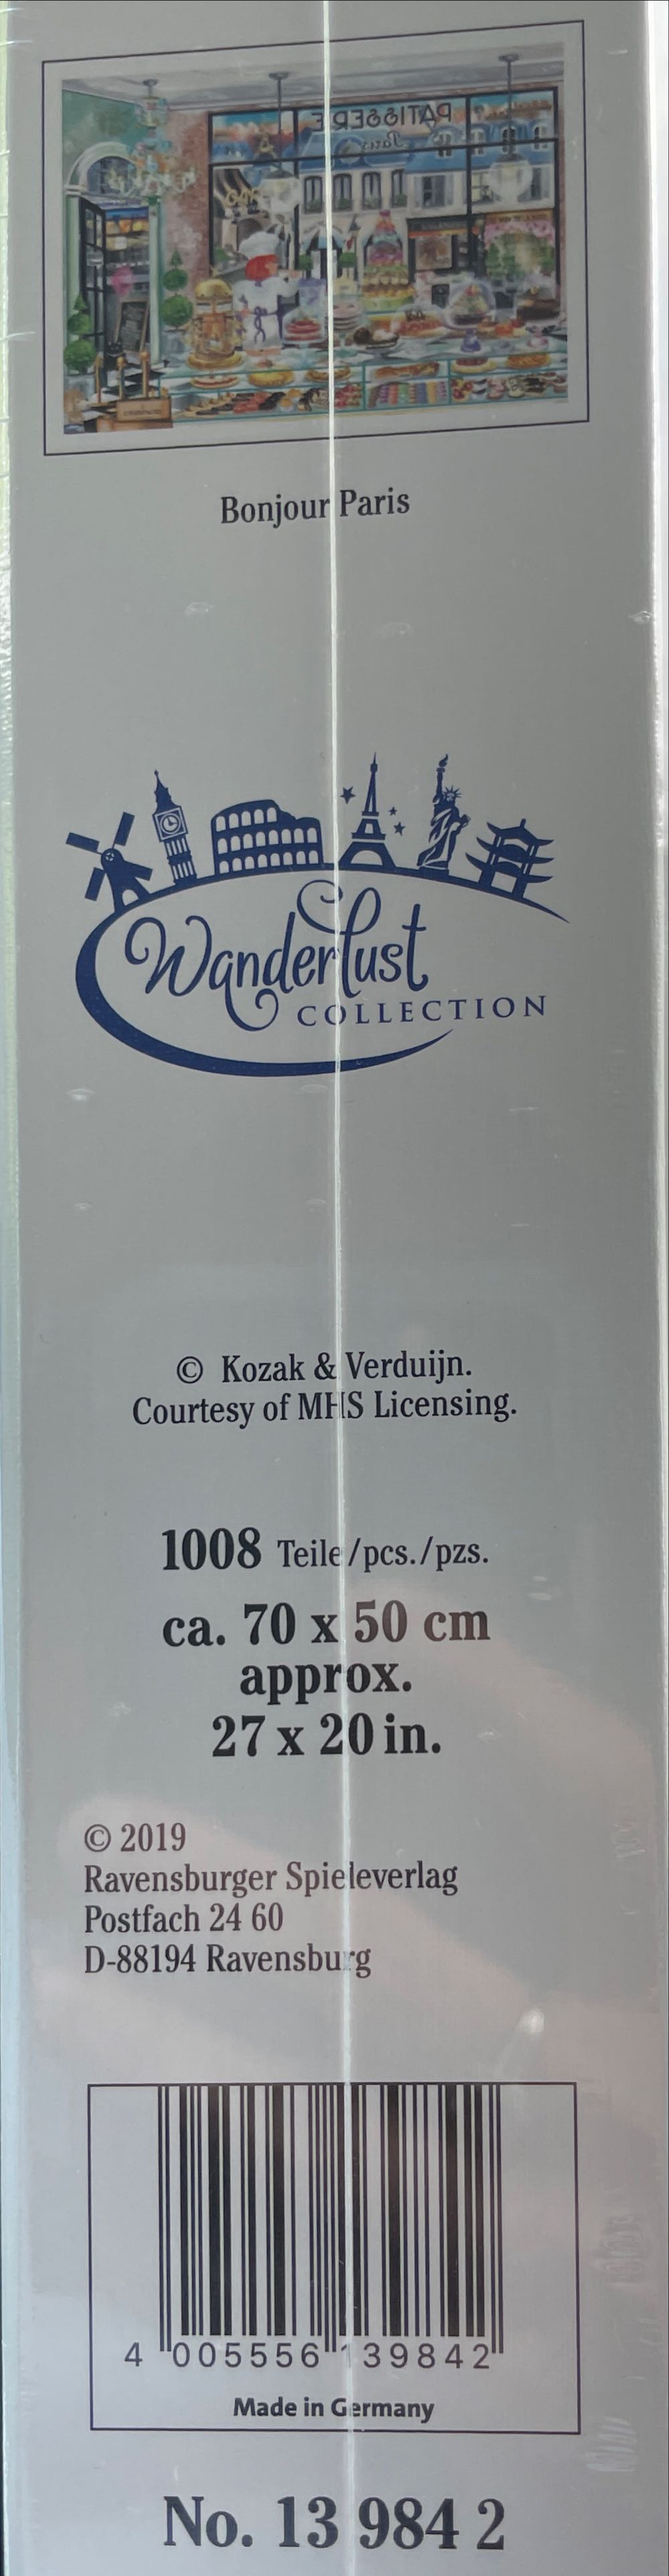 PATISSERIE
Paris
Bonjour Paris
Wanderlust
COLLECTION
© Kozak & Verduijn.
Courtesy of MHS Licensing.
1008 Teile/pcs./pzs.
ca. 70 x 50 cm
approx.
27 x 20 in.
© 2019
Ravensburger Spieleverlag
Postfach 24 60
D-88194 Ravensburg
4 005556 139842
Made in Germany
No. 13 984 2